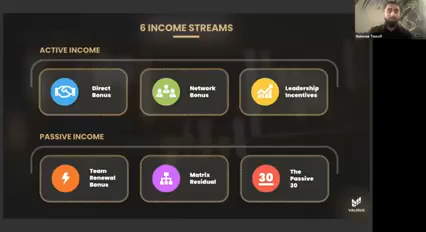 6 INCOME STREAMS
ACTIVE INCOME
Direct
Bonus
Network
Bonus
Leadership
Incentives
PASSIVE INCOME
Team
Renewal
Bonus
Matrix
Residual
30
The
Passive
30
VALIDUS